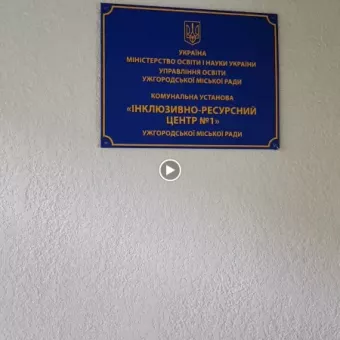 УКРАЇНА
МІНІСТЕРСТВО ОСВІТИ І НАУКИ УКРАЇНИ
УПРАВЛІННЯ ОСВІТИ
УЖГОРОДСЬКОЇ МІСЬКОЇ РАДИ
КОМУНАЛЬНА УСТАНОВА
«ІНКЛЮЗИВНО-РЕСУРСНИЙ
ЦЕНТР №1»
УЖГОРОДСЬКОЇ МІСЬКОЇ РАДИ